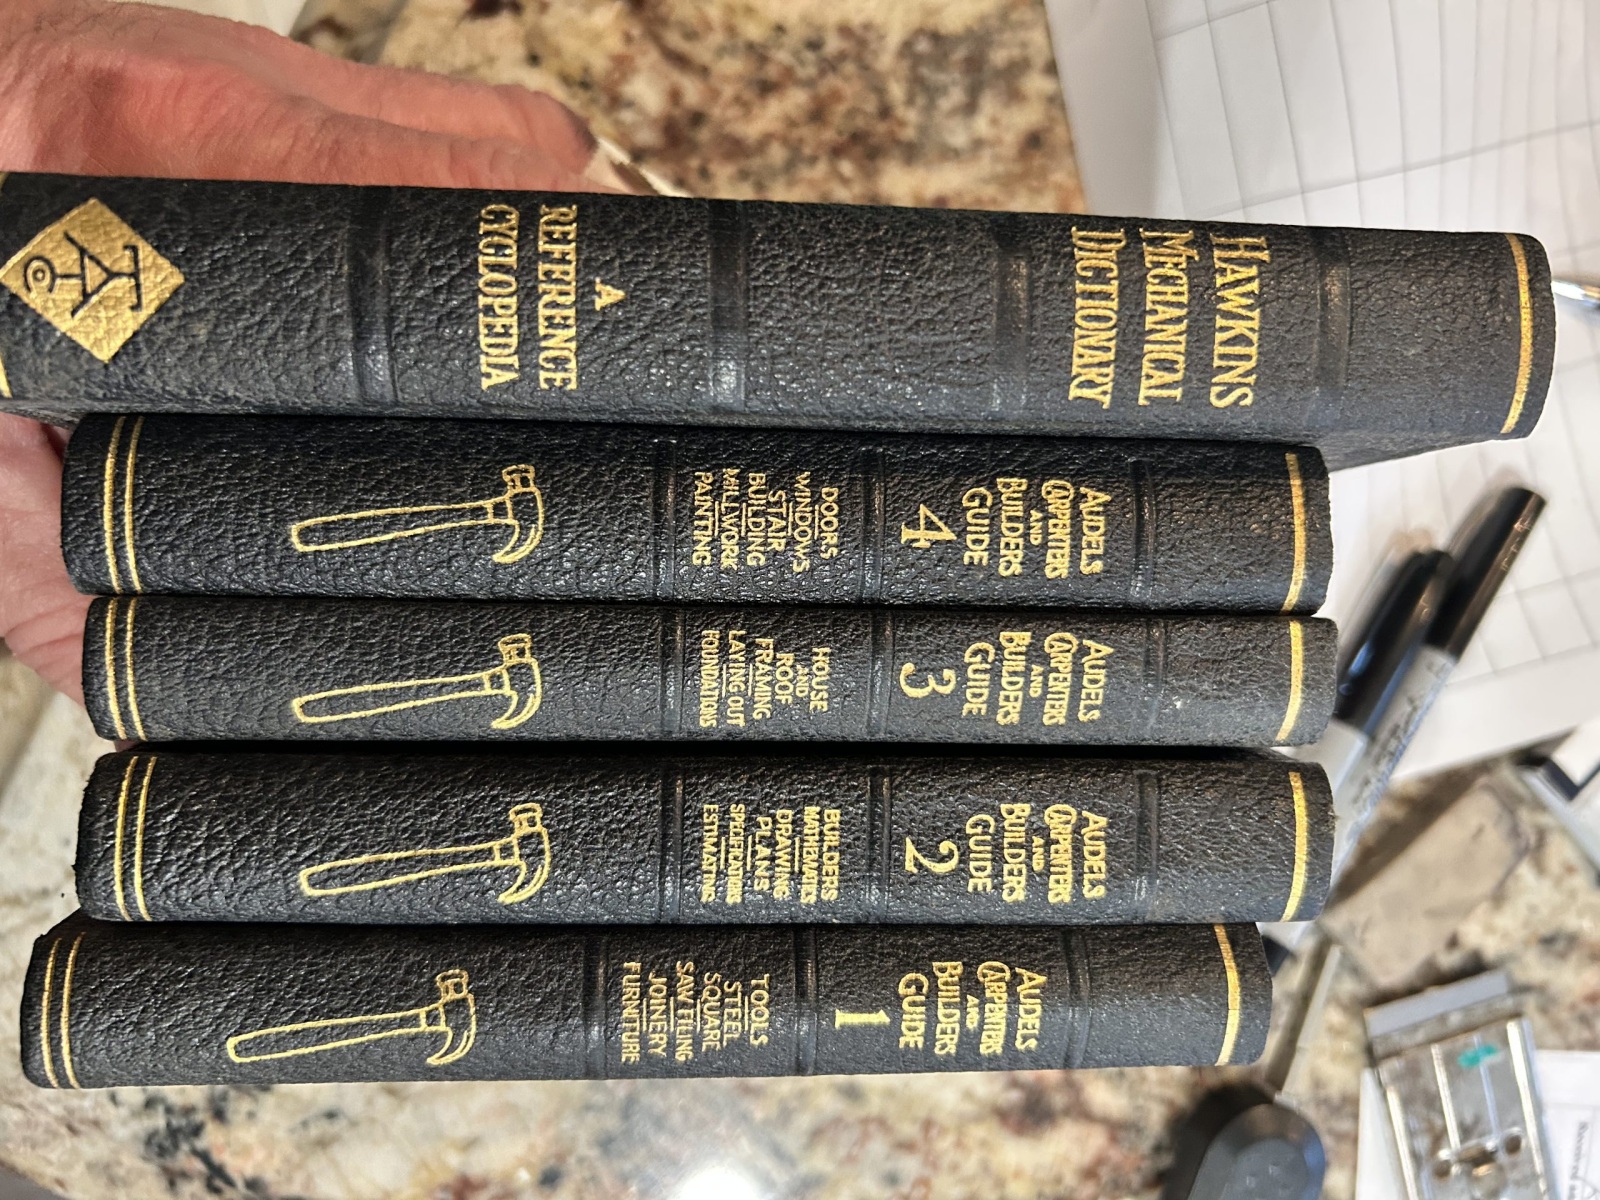 HAWKINS
MECHANICAL
DICTIONARY
A
REFERENCE
CYCLOPEDIA
AUDELS
CARPENTERS
AND
BUILDERS
GUIDE
4
DOORS
WINDOWS
STAIR
BUILDING
MILLWORK
PAINTING
AUDELS
CARPENTERS
AND
BUILDERS
GUIDE
3
HOUSE
AND
ROOF
FRAMING
LAYING OUT
FOUNDATIONS
AUDELS
CARPENTERS
AND
BUILDERS
GUIDE
2
BUILDERS
MATHEMATICS
DRAWING
PLANS
SPECIFICATIONS
ESTIMATING
AUDELS
CARPENTERS
AND
BUILDERS
GUIDE
1
TOOLS
STEEL
SQUARE
SAW FILING
JOINERY
FURNITURE